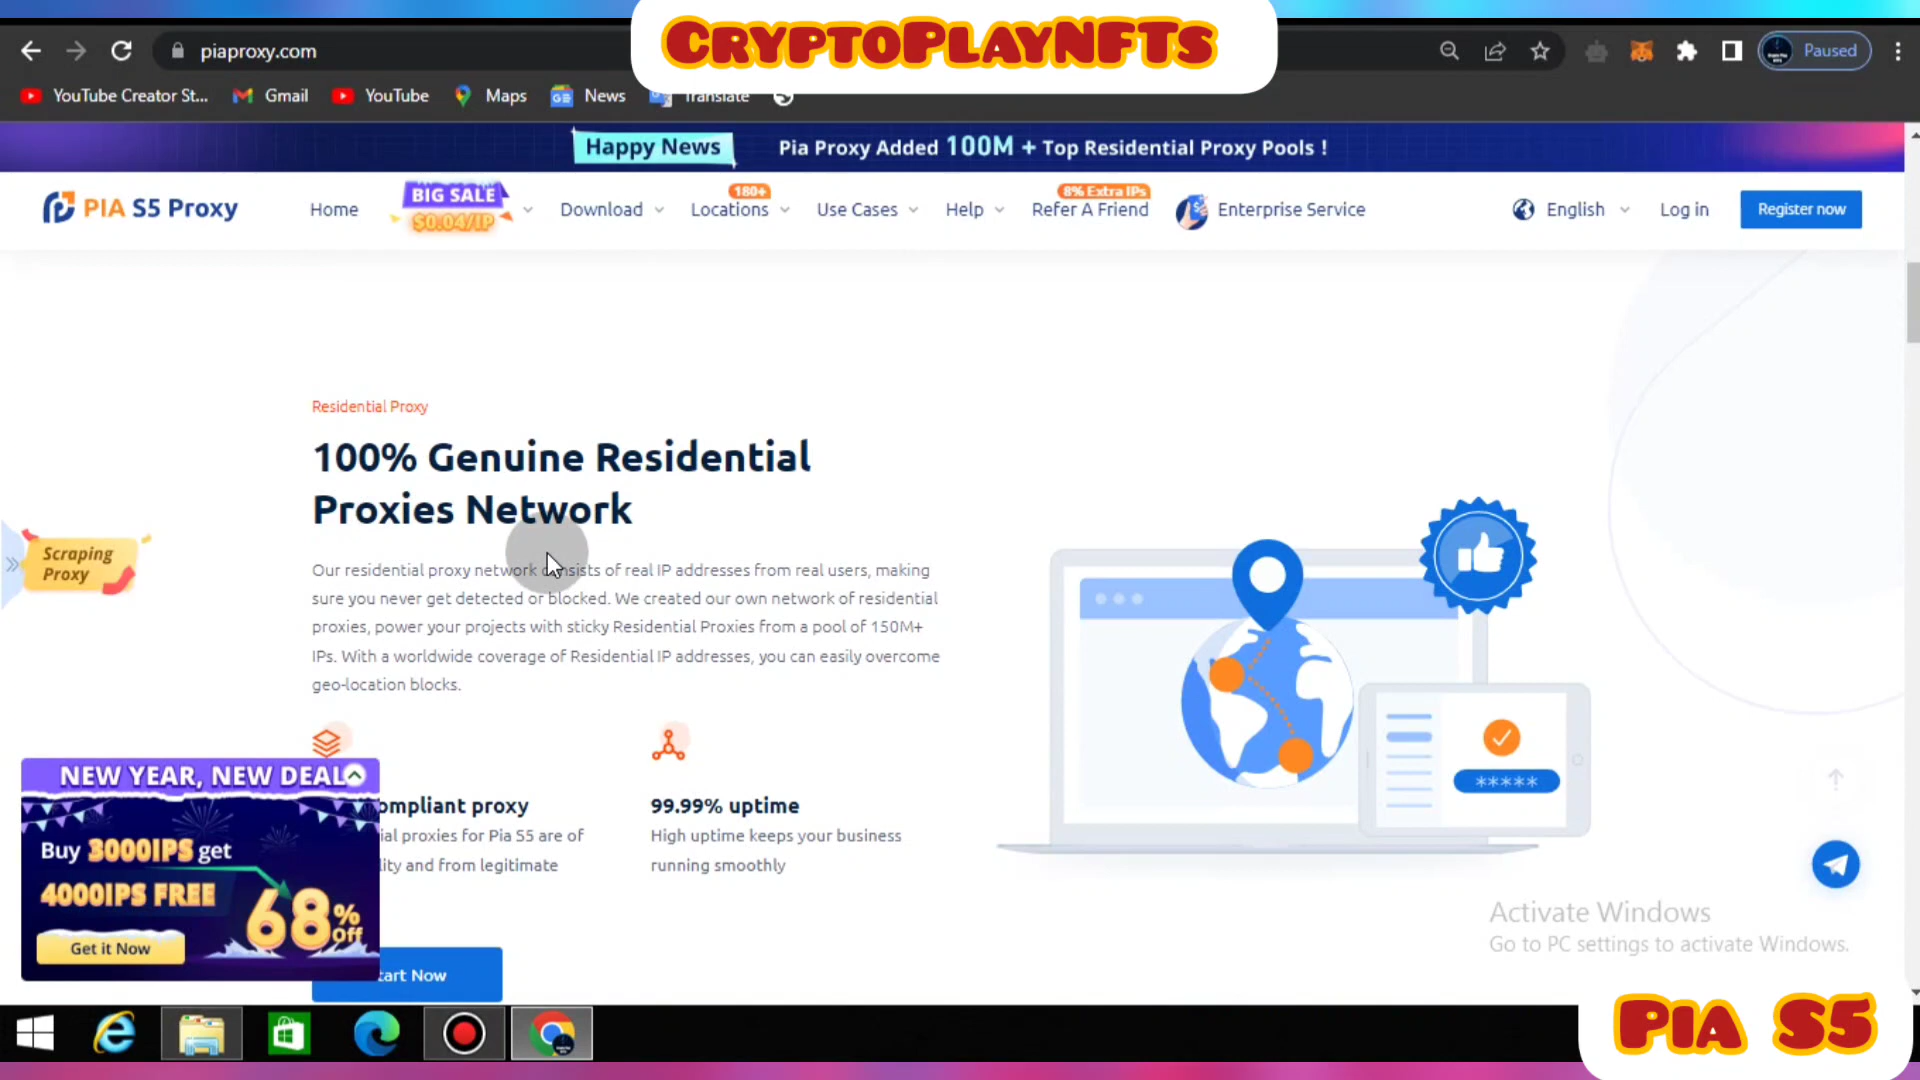 CryptoPlayNFTs
piaproxy.com
Paused
YouTube Creator St...
Gmail
YouTube
Maps
News
Translate
Happy News
Pia Proxy Added 100M + Top Residential Proxy Pools !
PIA S5 Proxy
Home
BIG SALE
$0.04/IP
Download
180+
Locations
Use Cases
Help
8% Extra IPs
Refer A Friend
Enterprise Service
English
Log in
Register now
Residential Proxy
100% Genuine Residential
Proxies Network
Our residential proxy network consists of real IP addresses from real users, making
sure you never get detected or blocked. We created our own network of residential
proxies, power your projects with sticky Residential Proxies from a pool of 150M+
IPs. With a worldwide coverage of Residential IP addresses, you can easily overcome
geo-location blocks.
Scraping
Proxy
ompliant proxy
ial proxies for Pia S5 are of
lity and from legitimate
99.99% uptime
High uptime keeps your business
running smoothly
tart Now
NEW YEAR, NEW DEAL
Buy 3000IPS get
4000IPS FREE
68% Off
Get it Now
*****
Activate Windows
Go to PC settings to activate Windows.
Pia S5